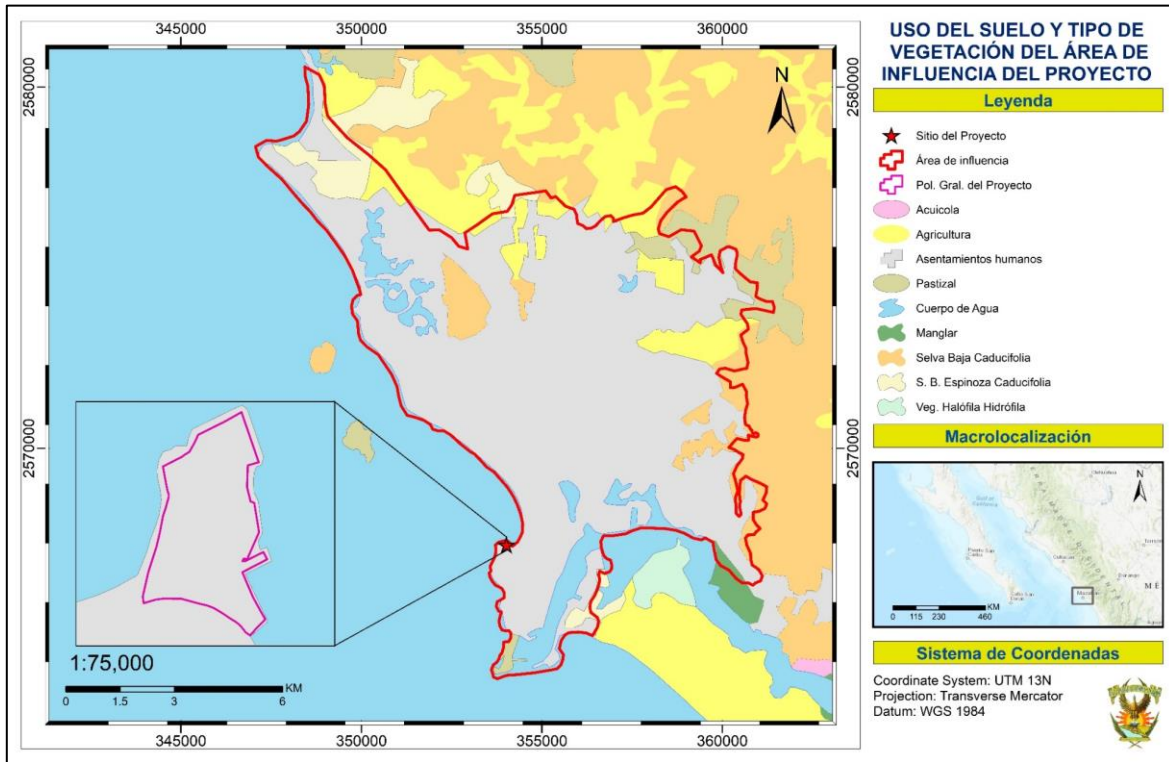 345000 350000 355000 360000
USO DEL SUELO Y TIPO DE
VEGETACIÓN DEL ÁREA DE
INFLUENCIA DEL PROYECTO
Leyenda
N
Sitio del Proyecto
Área de influencia
Pol. Gral. del Proyecto
Acuicola
Agricultura
Asentamientos humanos
Pastizal
Cuerpo de Agua
Manglar
Selva Baja Caducifolia
S. B. Espinoza Caducifolia
Veg. Halófila Hidrófila
2580000
2580000
2570000
2570000
1:75,000
KM
0 1.5 3 6
345000 350000 355000 360000
Macrolocalización
N
Culiacán
Durango
KM
0 115 230 460
Sistema de Coordenadas
Coordinate System: UTM 13N
Projection: Transverse Mercator
Datum: WGS 1984